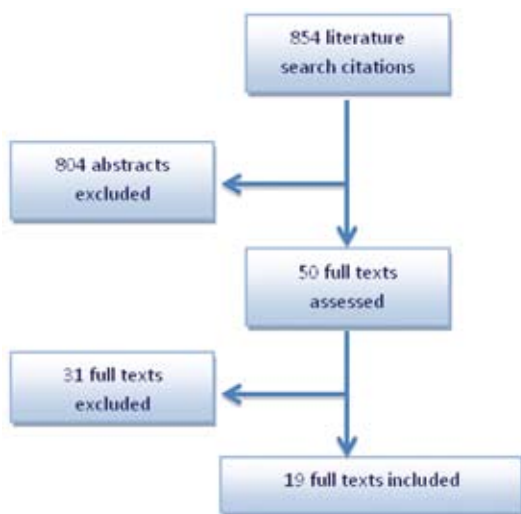 854 literature
search citations
804 abstracts
excluded
50 full texts
assessed
31 full texts
excluded
19 full texts included